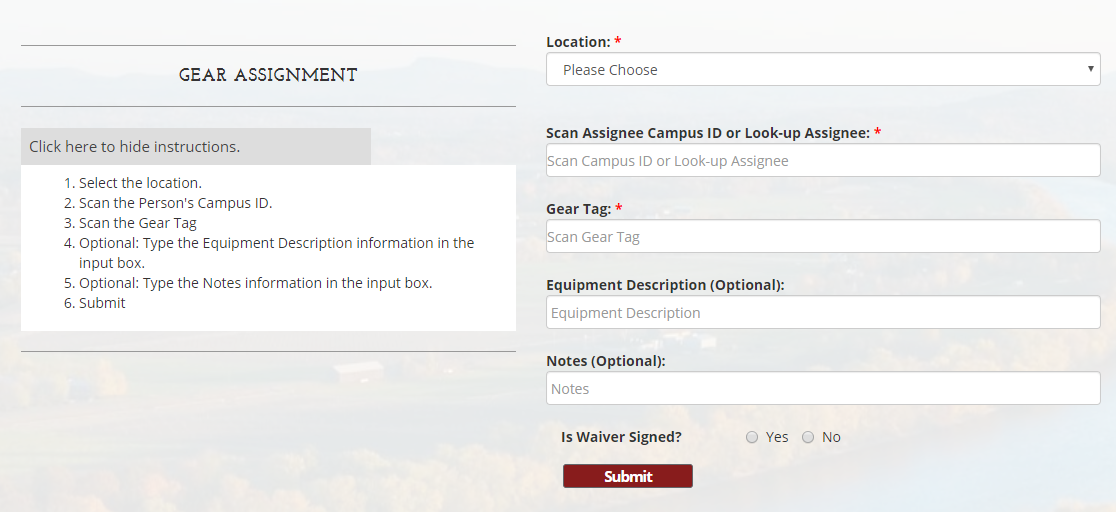 GEAR ASSIGNMENT
Click here to hide instructions.
1. Select the location.
2. Scan the Person's Campus ID.
3. Scan the Gear Tag
4. Optional: Type the Equipment Description information in the
input box.
5. Optional: Type the Notes information in the input box.
6. Submit
Location: *
Please Choose
Scan Assignee Campus ID or Look-up Assignee: *
Scan Campus ID or Look-up Assignee
Gear Tag: *
Scan Gear Tag
Equipment Description (Optional):
Equipment Description
Notes (Optional):
Notes
Is Waiver Signed? Yes No
Submit